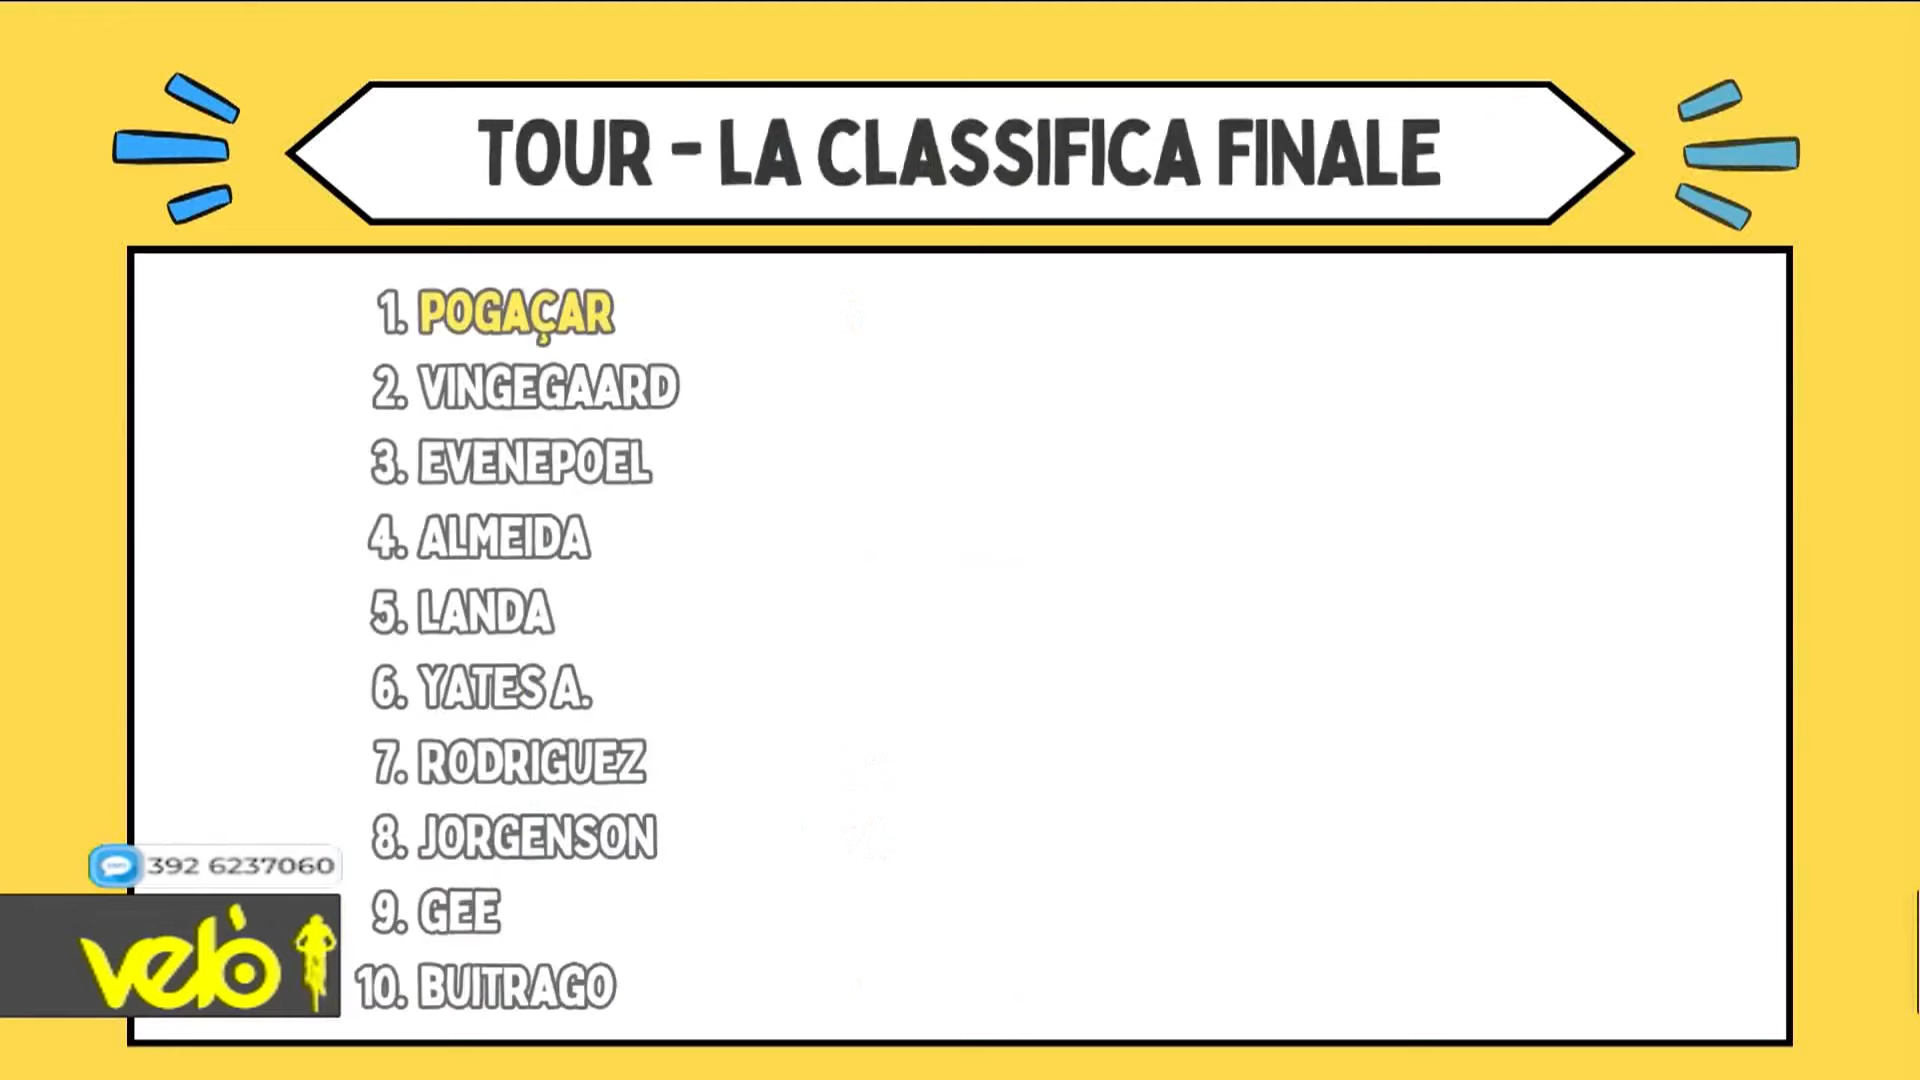 TOUR - LA CLASSIFICA FINALE
1. POGAÇAR
2. VINGEGAARD
3. EVENEPOEL
4. ALMEIDA
5. LANDA
6. YATES A.
7. RODRIGUEZ
8. JORGENSON
9. GEE
10. BUITRAGO
392 6237060
velò